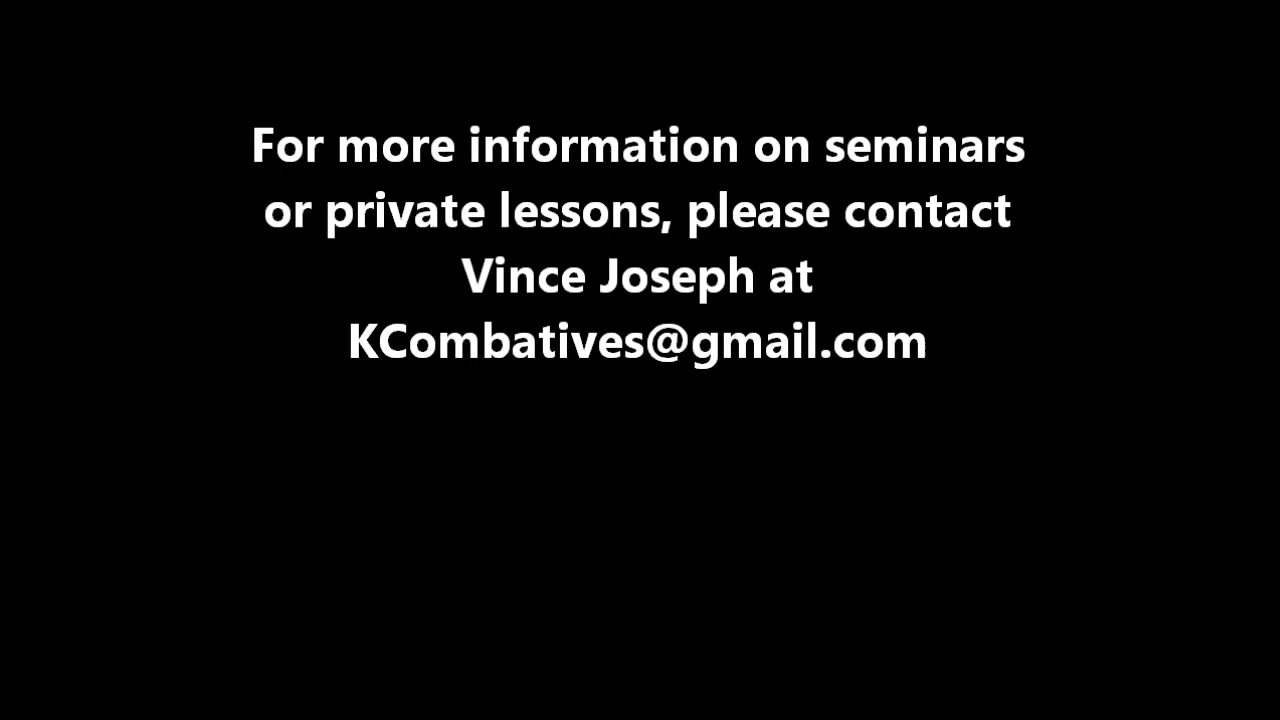 For more information on seminars
or private lessons, please contact
Vince Joseph at
KCombatives@gmail.com